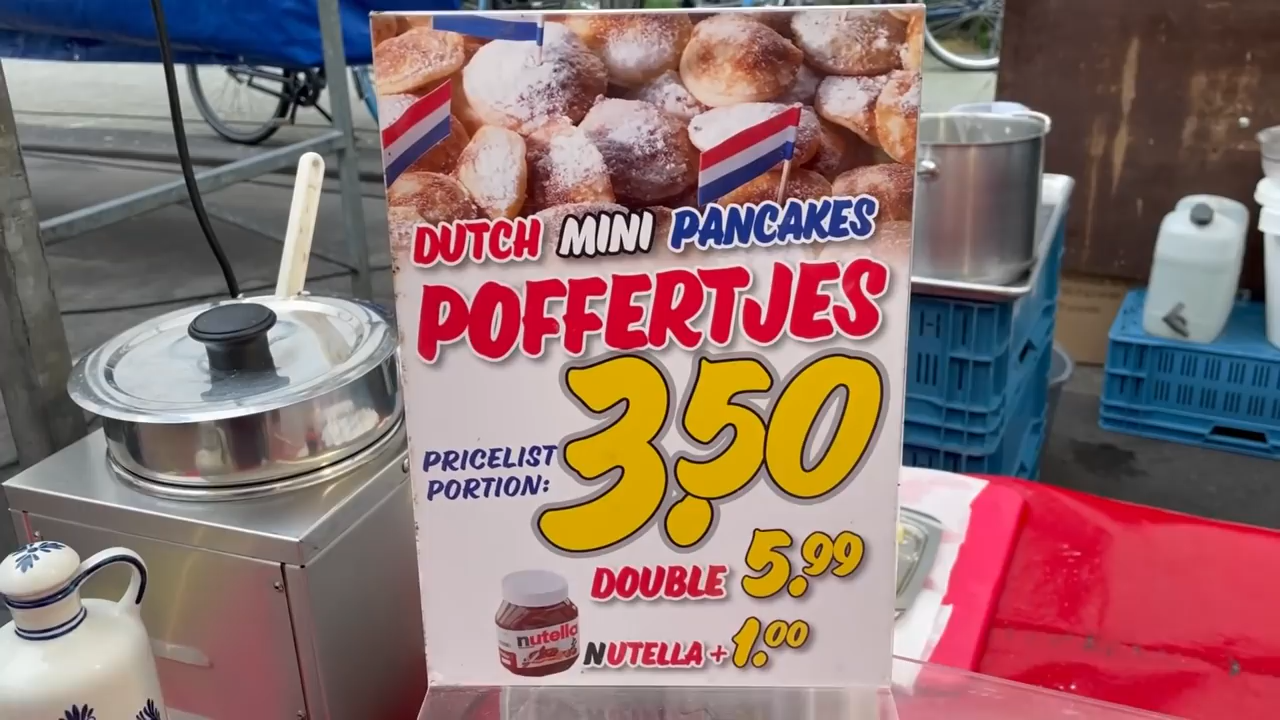 DUTCH MINI PANCAKES
POFFERTJES
3,50
PRICELIST
PORTION:
DOUBLE 5.99
nutella
NUTELLA + 1.00